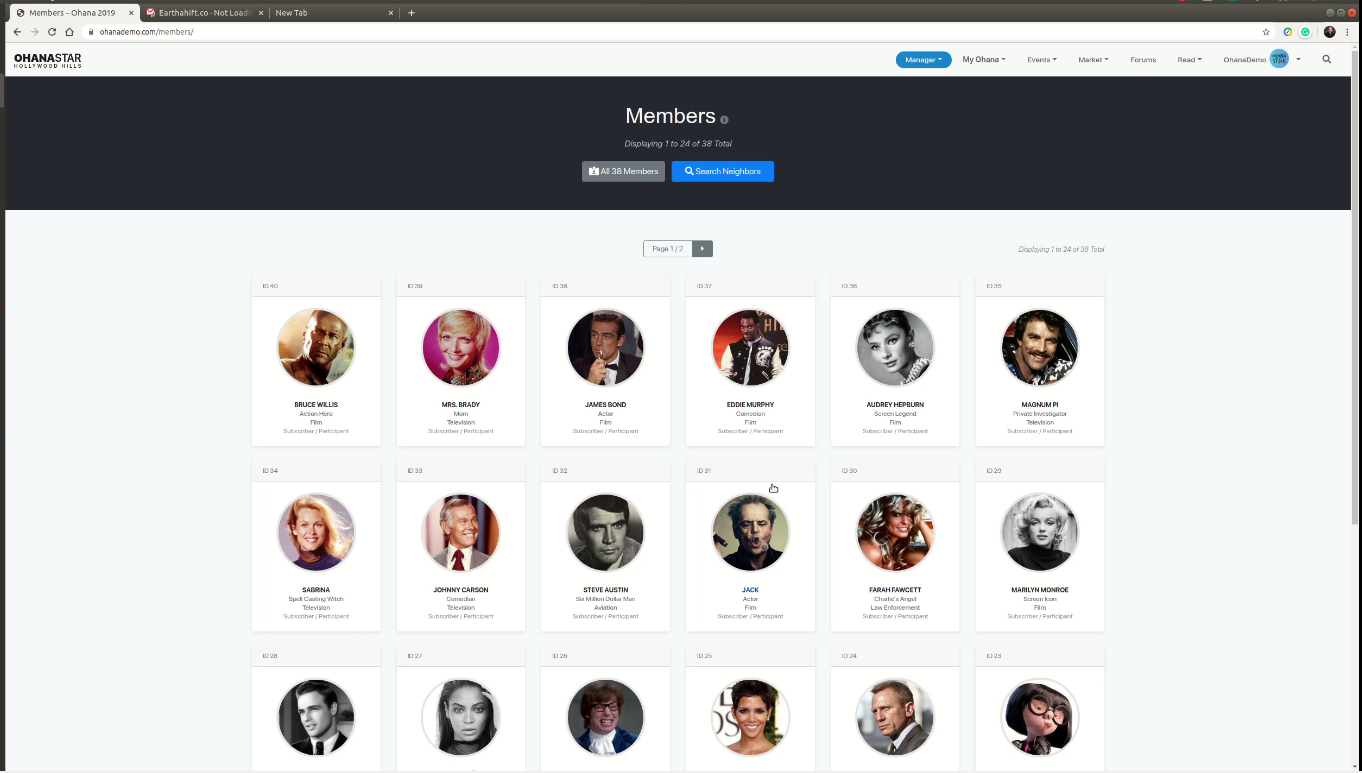 Members – Ohana 2019
Earthahift.co - Not Loadi
New Tab
ohanademo.com/members/
OHANASTAR
HOLLYWOOD HILLS
Manager
My Ohana
Events
Market
Forums
Read
OhanaDemo
Members
Displaying 1 to 24 of 38 Total
All 38 Members
Search Neighbors
Page 1 / 2
Displaying 1 to 24 of 38 Total
ID 40
ID 39
ID 38
ID 37
ID 36
ID 35
BRUCE WILLIS
Action Hero
Film
Subscriber / Participant
MRS. BRADY
Mom
Television
Subscriber / Participant
JAMES BOND
Actor
Film
Subscriber / Participant
EDDIE MURPHY
Comedian
Film
Subscriber / Participant
AUDREY HEPBURN
Screen Legend
Film
Subscriber / Participant
MAGNUM PI
Private Investigator
Television
Subscriber / Participant
ID 34
ID 33
ID 32
ID 31
ID 30
ID 29
SABRINA
Spell Casting Witch
Television
Subscriber / Participant
JOHNNY CARSON
Comedian
Television
Subscriber / Participant
STEVE AUSTIN
Six Million Dollar Man
Aviation
Subscriber / Participant
JACK
Actor
Film
Subscriber / Participant
FARAH FAWCETT
Charlie's Angel
Law Enforcement
Subscriber / Participant
MARILYN MONROE
Screen Icon
Film
Subscriber / Participant
ID 28
ID 27
ID 26
ID 25
ID 24
ID 23